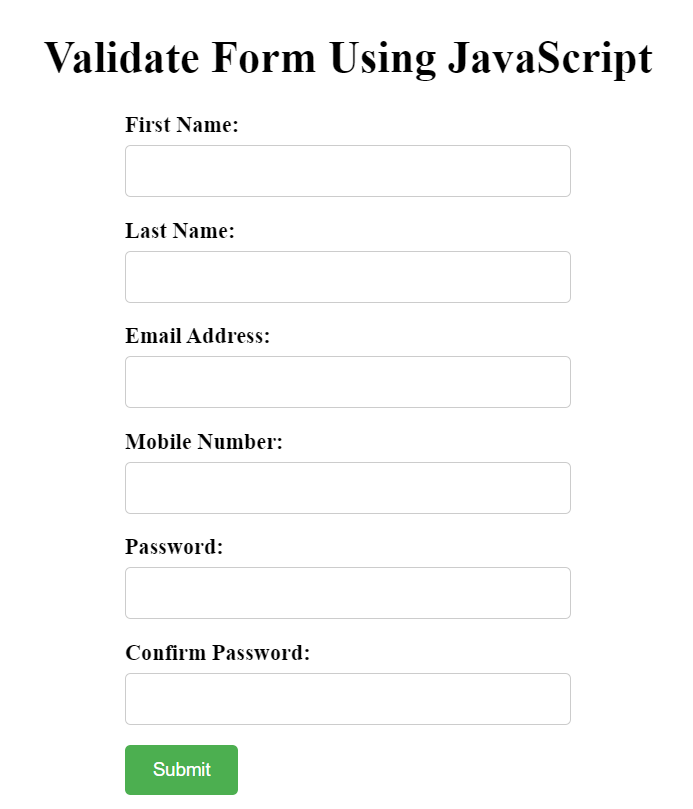 Validate Form Using JavaScript
First Name:
Last Name:
Email Address:
Mobile Number:
Password:
Confirm Password:
Submit